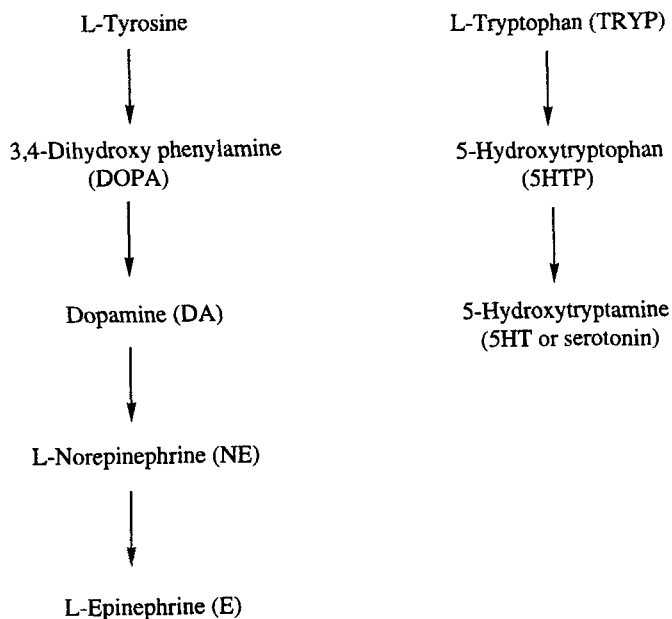 L-Tyrosine
3,4-Dihydroxy phenylamine
(DOPA)
Dopamine (DA)
L-Norepinephrine (NE)
L-Epinephrine (E)
L-Tryptophan (TRYP)
5-Hydroxytryptophan
(5HTP)
5-Hydroxytryptamine
(5HT or serotonin)